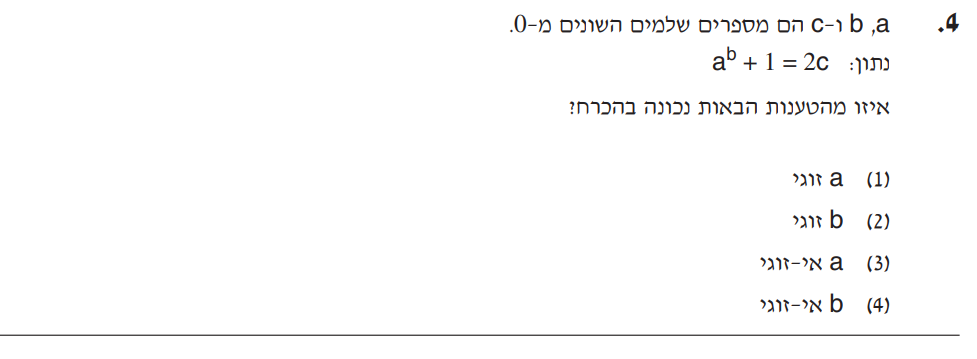 4. a, b ו-c הם מספרים שלמים השונים מ-0.
נתון: a^b + 1 = 2c
איזו מהטענות הבאות נכונה בהכרח?
(1) a זוגי
(2) b זוגי
(3) a אי-זוגי
(4) b אי-זוגי